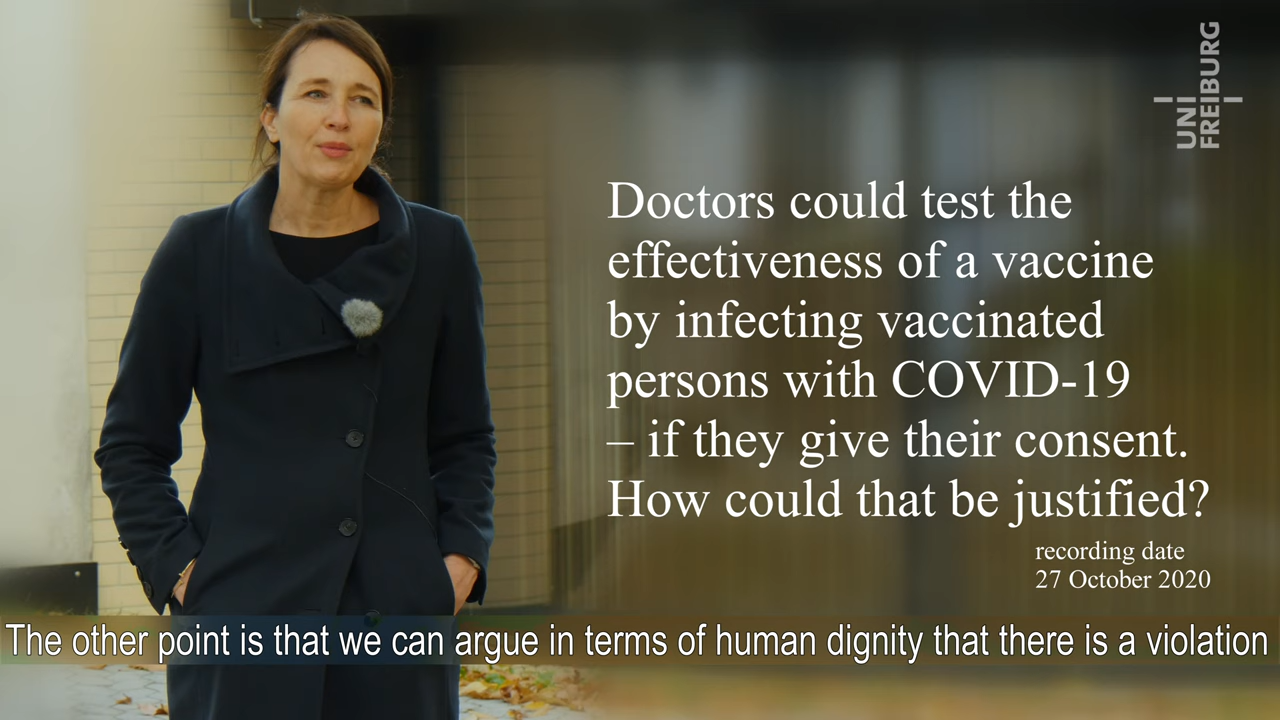 UNI
FREIBURG
Doctors could test the
effectiveness of a vaccine
by infecting vaccinated
persons with COVID-19
– if they give their consent.
How could that be justified?
recording date
27 October 2020
The other point is that we can argue in terms of human dignity that there is a violation